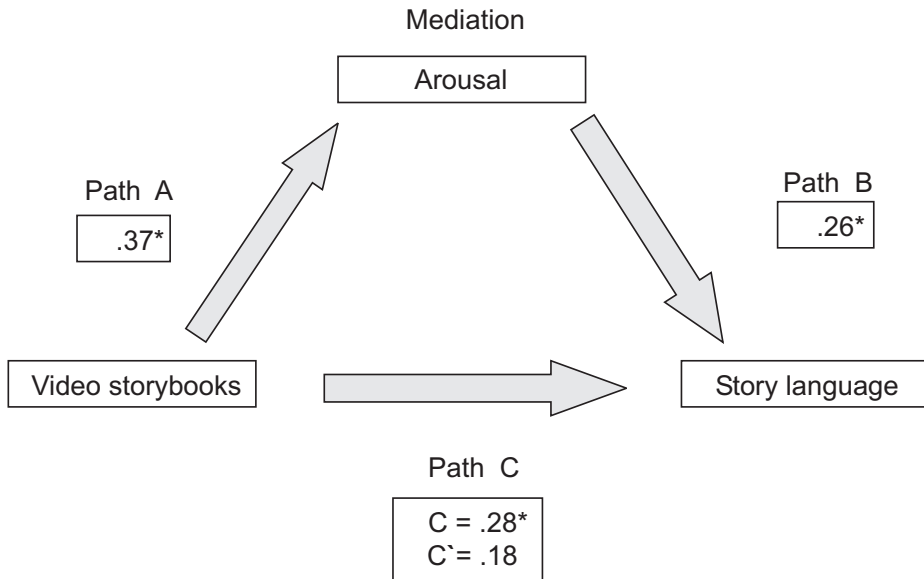 Mediation
Arousal
Path A
.37*
Path B
.26*
Video storybooks
Story language
Path C
C = .28*
C`= .18